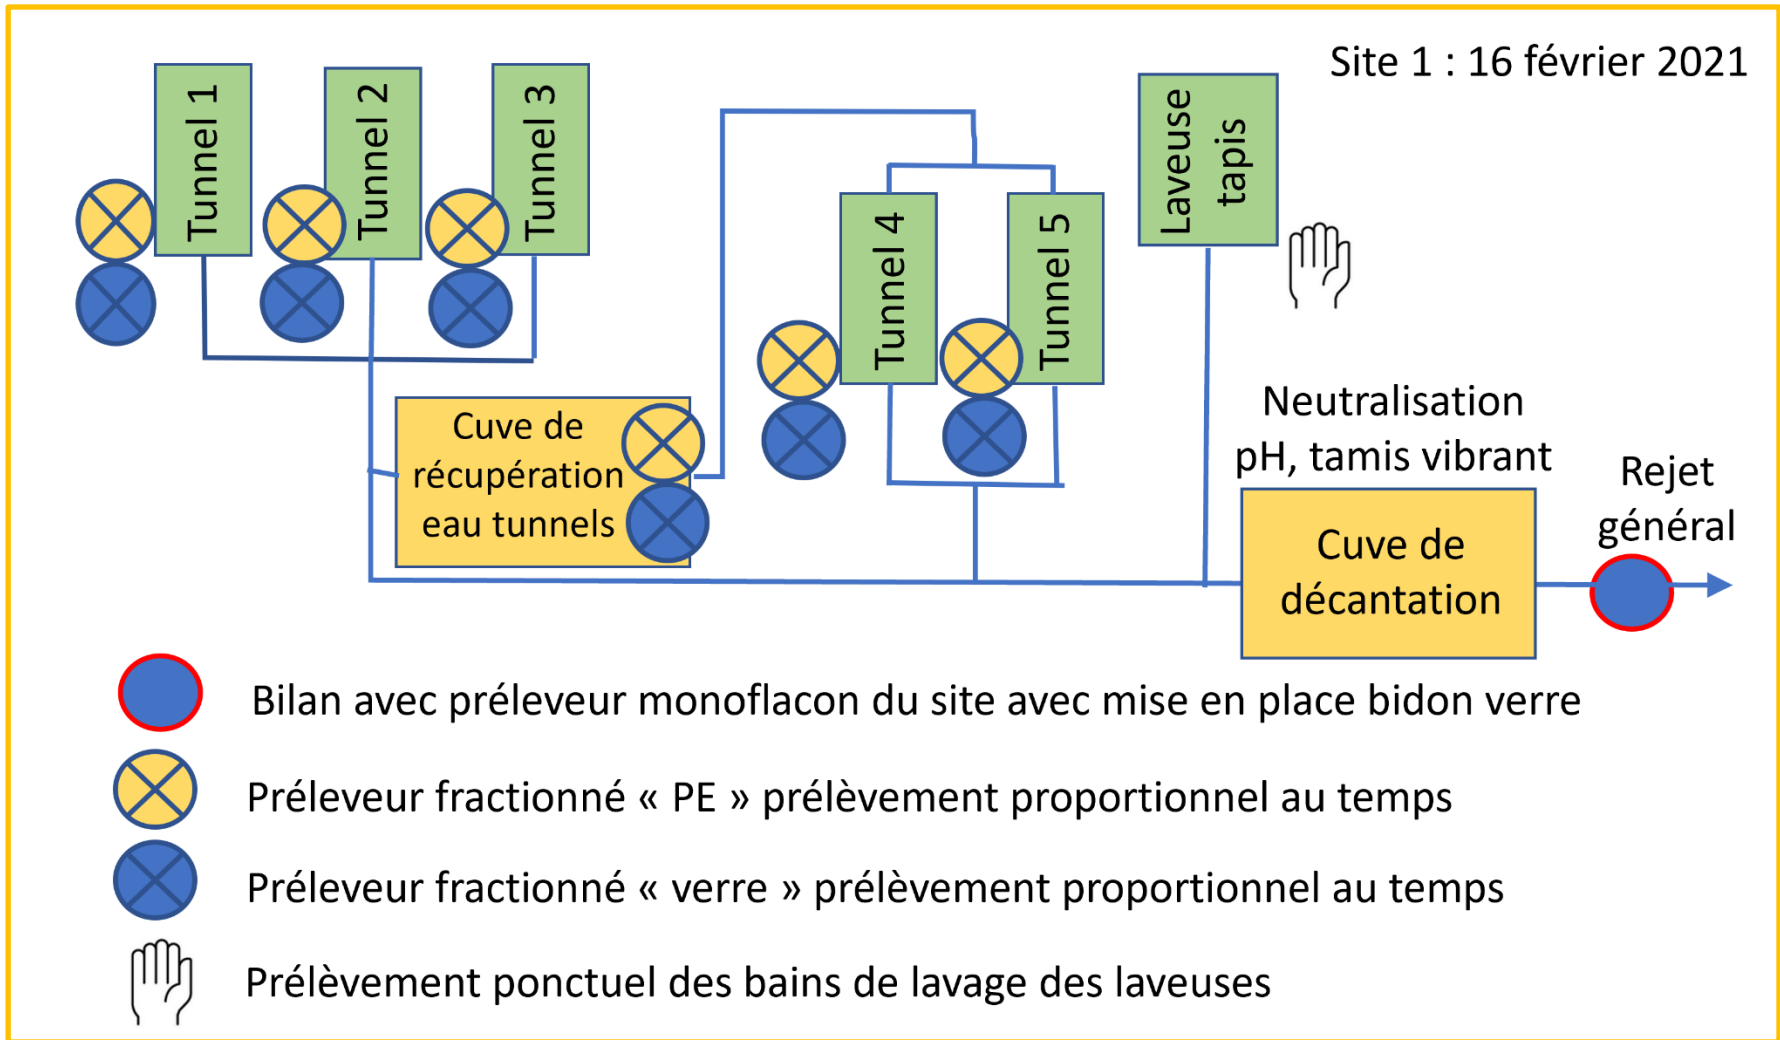 Site 1 : 16 février 2021
Tunnel 1
Tunnel 2
Tunnel 3
Tunnel 4
Tunnel 5
Laveuse
tapis
Cuve de
récupération
eau tunnels
Neutralisation
pH, tamis vibrant
Cuve de
décantation
Rejet
général
Bilan avec préleveur monoflacon du site avec mise en place bidon verre
Préleveur fractionné « PE » prélèvement proportionnel au temps
Préleveur fractionné « verre » prélèvement proportionnel au temps
Prélèvement ponctuel des bains de lavage des laveuses